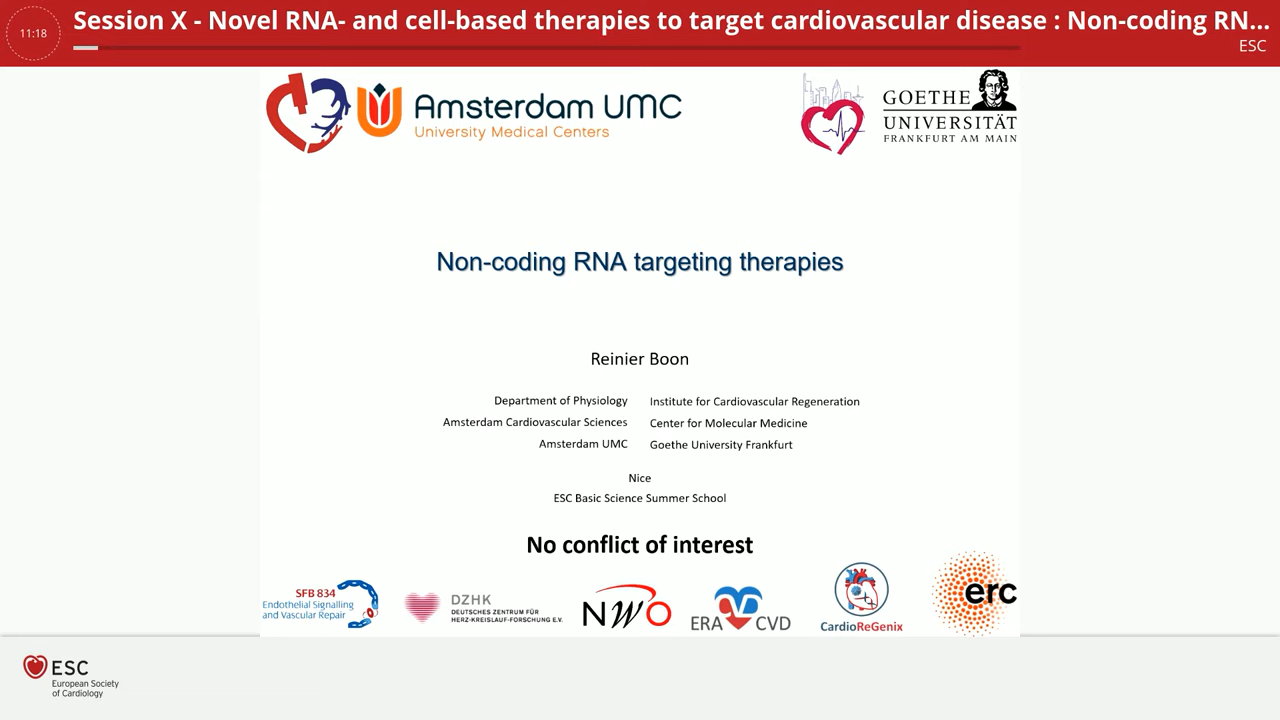 11:18
Session X - Novel RNA- and cell-based therapies to target cardiovascular disease : Non-coding RN...
ESC
Amsterdam UMC
University Medical Centers
GOETHE
UNIVERSITÄT
FRANKFURT AM MAIN
Non-coding RNA targeting therapies
Reinier Boon
Department of Physiology
Amsterdam Cardiovascular Sciences
Amsterdam UMC
Institute for Cardiovascular Regeneration
Center for Molecular Medicine
Goethe University Frankfurt
Nice
ESC Basic Science Summer School
No conflict of interest
SFB 834
Endothelial Signalling
and Vascular Repair
DZHK
DEUTSCHES ZENTRUM FÜR
HERZ-KREISLAUF-FORSCHUNG E.V.
NWO
ERA CVD
CardioReGenix
erc
ESC
European Society
of Cardiology